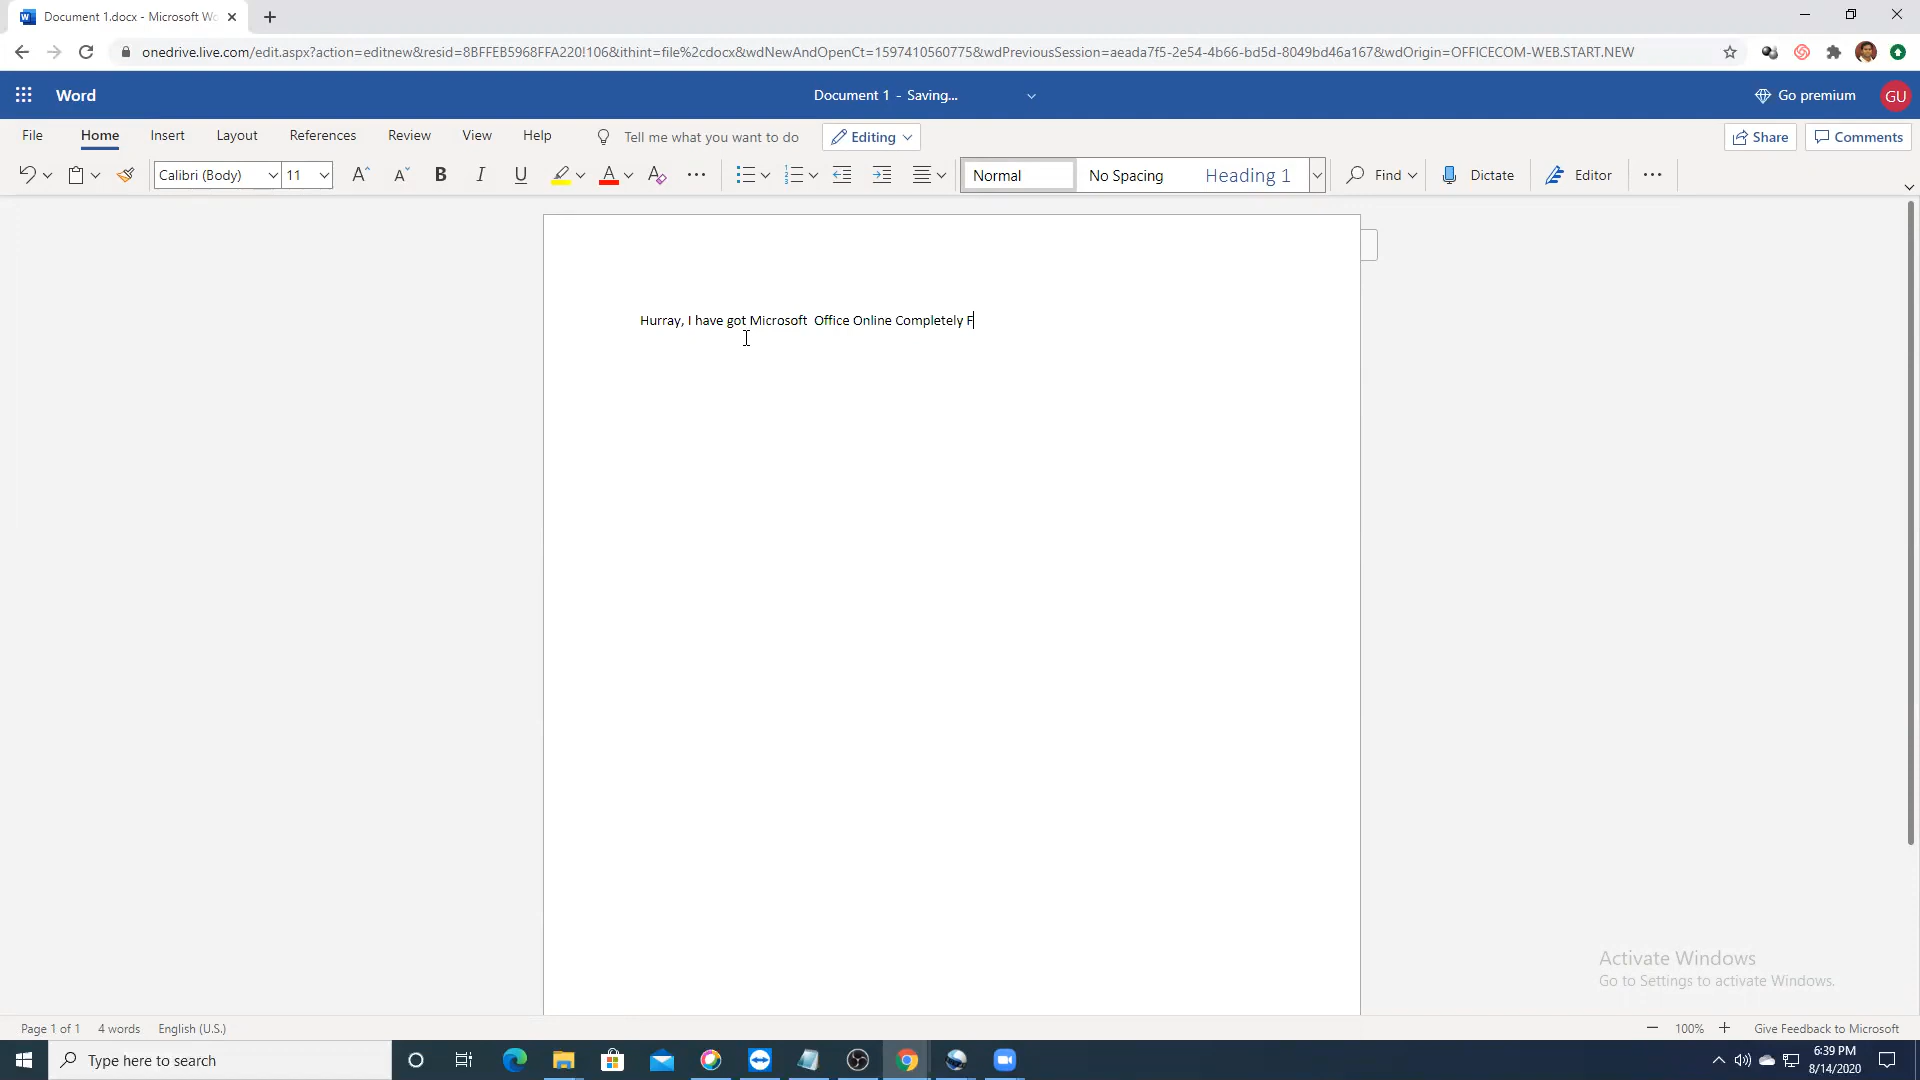 Document 1.docx - Microsoft Wo
onedrive.live.com/edit.aspx?action=editnew&resid=8BFFEB5968FFA220!106&ithint=file%2cdocx&wdNewAndOpenCt=1597410560775&wdPreviousSession=aeada7f5-2e54-4b66-bd5d-8049bd46a167&wdOrigin=OFFICECOM-WEB.START.NEW
Word
Document 1 - Saving...
Go premium
GU
File Home Insert Layout References Review View Help
Tell me what you want to do
Editing
Share
Comments
Calibri (Body) 11
A A B I U A A
Normal No Spacing Heading 1
Find
Dictate
Editor
Hurray, I have got Microsoft  Office Online Completely F
Activate Windows
Go to Settings to activate Windows.
Page 1 of 1 4 words English (U.S.)
100% Give Feedback to Microsoft
Type here to search
6:39 PM
8/14/2020